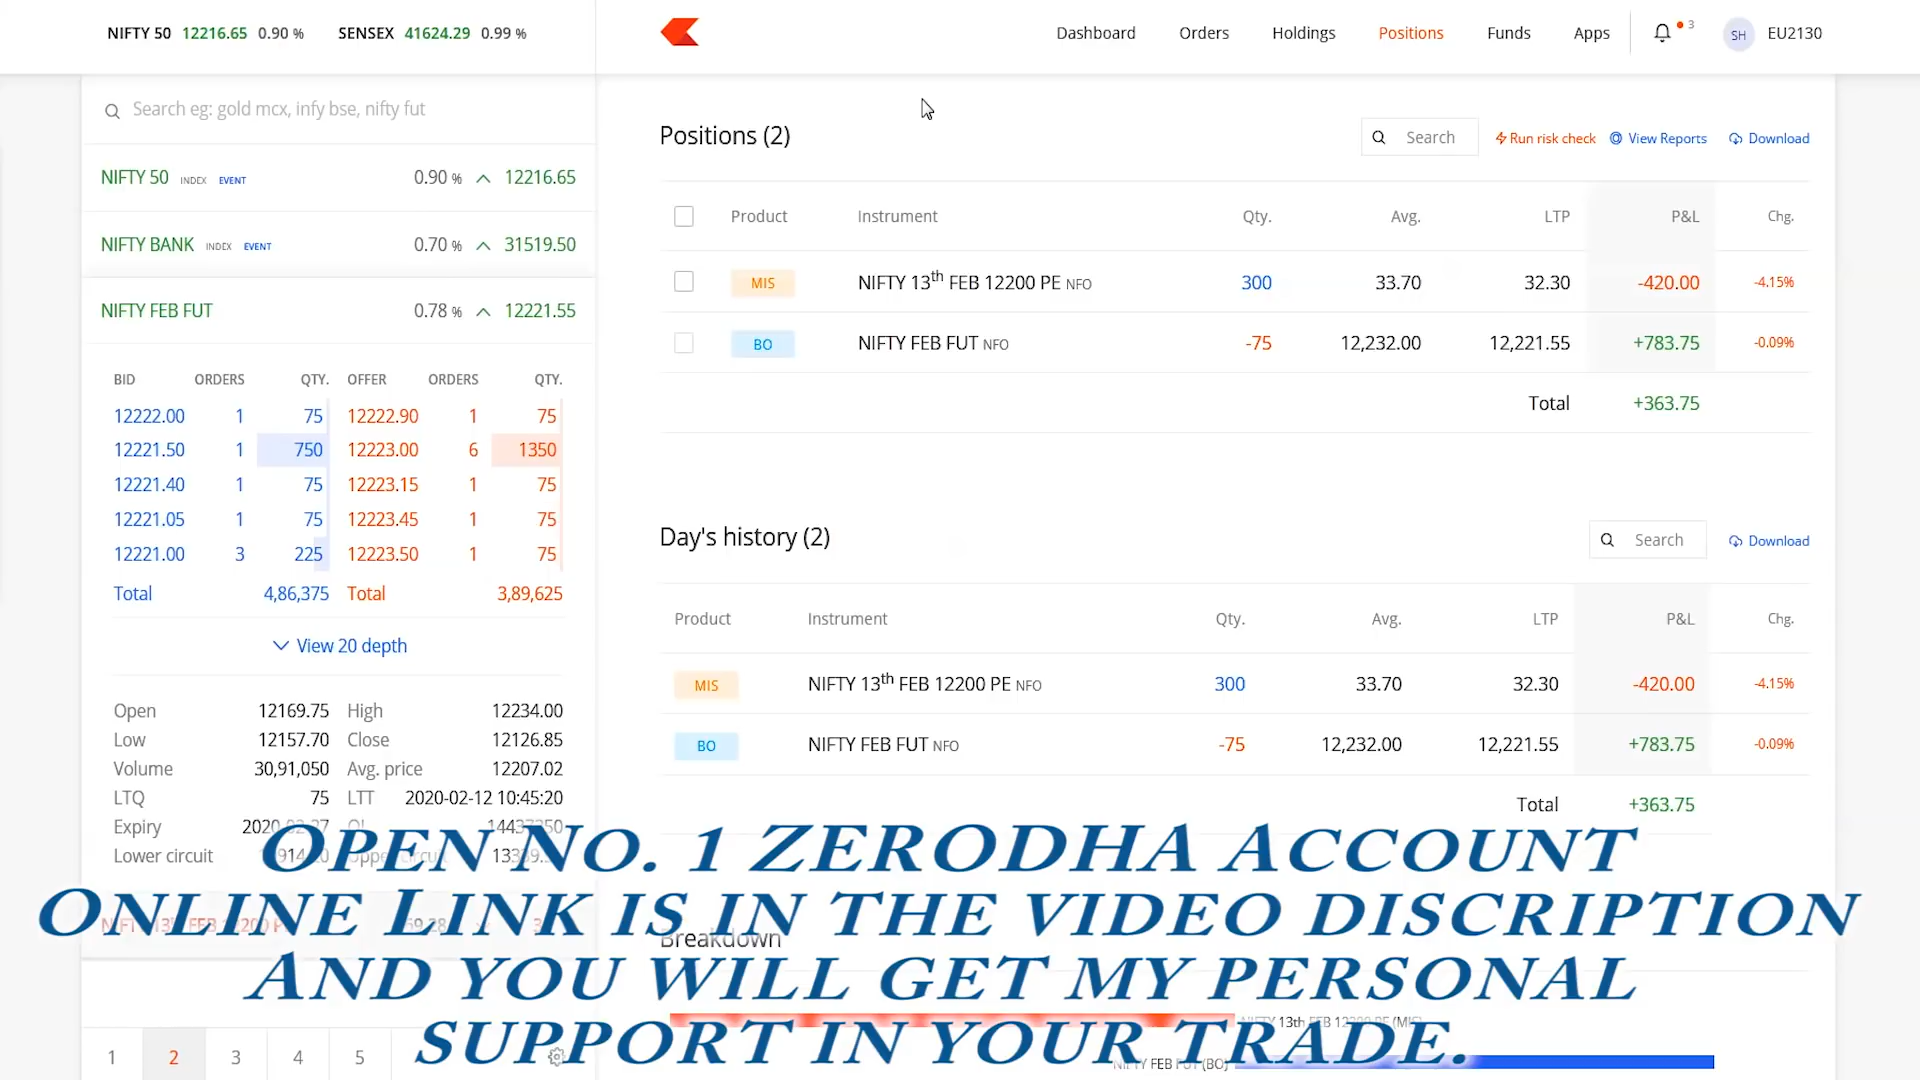 NIFTY 50 12216.65 0.90 % SENSEX 41624.29 0.99 %
Dashboard Orders Holdings Positions Funds Apps 3 SH EU2130
Search eg: gold mcx, infy bse, nifty fut
NIFTY 50 INDEX EVENT 0.90 % 12216.65
NIFTY BANK INDEX EVENT 0.70 % 31519.50
NIFTY FEB FUT 0.78 % 12221.55
BID ORDERS QTY. OFFER ORDERS QTY.
12222.00 1 75 12222.90 1 75
12221.50 1 750 12223.00 6 1350
12221.40 1 75 12223.15 1 75
12221.05 1 75 12223.45 1 75
12221.00 3 225 12223.50 1 75
Total 4,86,375 Total 3,89,625
View 20 depth
Open 12169.75 High 12234.00
Low 12157.70 Close 12126.85
Volume 30,91,050 Avg. price 12207.02
LTQ 75 LTT 2020-02-12 10:45:20
Expiry
Lower circuit
1 2 3 4 5
Positions (2) Search Run risk check View Reports Download
Product Instrument Qty. Avg. LTP P&L Chg.
MIS NIFTY 13th FEB 12200 PE NFO 300 33.70 32.30 -420.00 -4.15%
BO NIFTY FEB FUT NFO -75 12,232.00 12,221.55 +783.75 -0.09%
Total +363.75
Day's history (2) Search Download
Product Instrument Qty. Avg. LTP P&L Chg.
MIS NIFTY 13th FEB 12200 PE NFO 300 33.70 32.30 -420.00 -4.15%
BO NIFTY FEB FUT NFO -75 12,232.00 12,221.55 +783.75 -0.09%
Total +363.75
Breakdown
NIFTY FEB FUT (BO)
OPEN NO. 1 ZERODHA ACCOUNT
ONLINE LINK IS IN THE VIDEO DISCRIPTION
AND YOU WILL GET MY PERSONAL
SUPPORT IN YOUR TRADE.